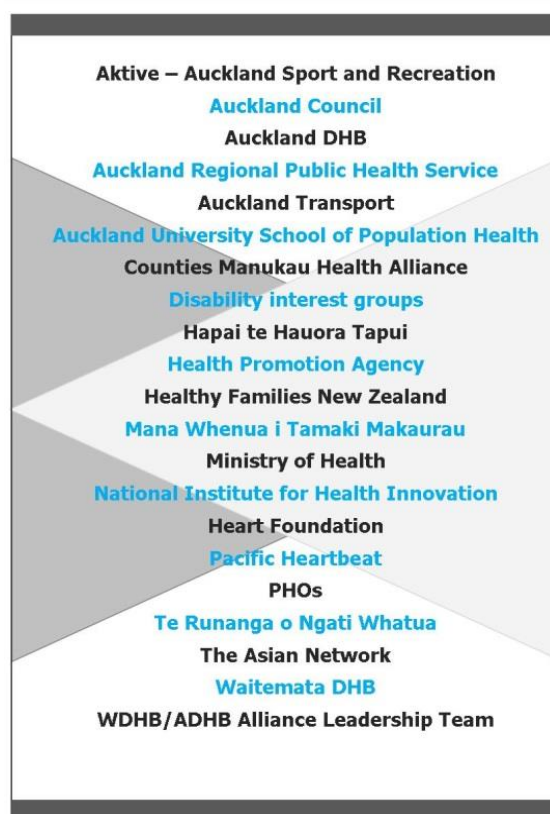 Aktive – Auckland Sport and Recreation
Auckland Council
Auckland DHB
Auckland Regional Public Health Service
Auckland Transport
Auckland University School of Population Health
Counties Manukau Health Alliance
Disability interest groups
Hapai te Hauora Tapui
Health Promotion Agency
Healthy Families New Zealand
Mana Whenua i Tamaki Makaurau
Ministry of Health
National Institute for Health Innovation
Heart Foundation
Pacific Heartbeat
PHOs
Te Runanga o Ngati Whatua
The Asian Network
Waitemata DHB
WDHB/ADHB Alliance Leadership Team